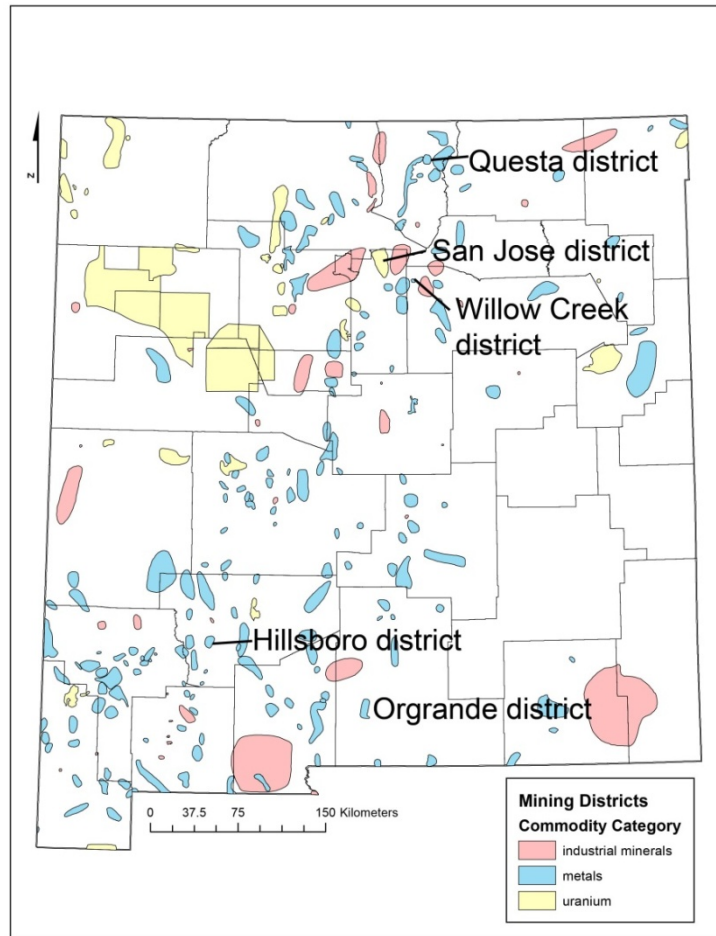 N
Questa district
San Jose district
Willow Creek
district
Hillsboro district
Orgrande district
0 37.5 75 150 Kilometers
Mining Districts
Commodity Category
industrial minerals
metals
uranium